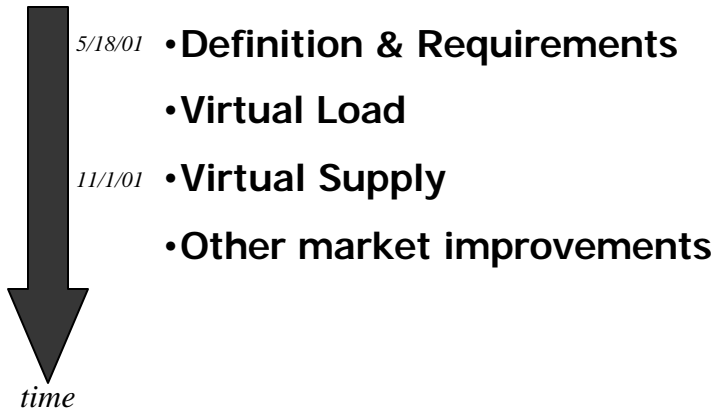 5/18/01 •Definition & Requirements
•Virtual Load
11/1/01 •Virtual Supply
•Other market improvements
time